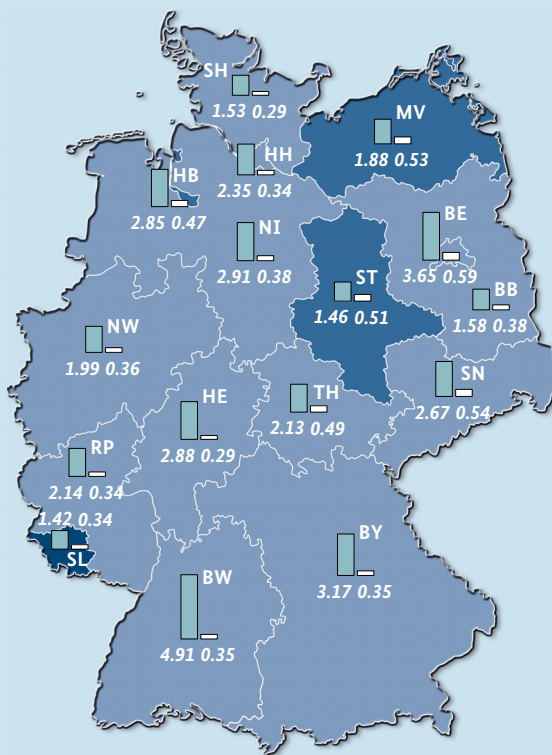 SH
1.53 0.29
MV
1.88 0.53
HH
2.35 0.34
HB
2.85 0.47
NI
2.91 0.38
BE
3.65 0.59
ST
1.46 0.51
BB
1.58 0.38
NW
1.99 0.36
SN
2.67 0.54
TH
2.13 0.49
HE
2.88 0.29
RP
2.14 0.34
1.42 0.34
SL
BY
3.17 0.35
BW
4.91 0.35